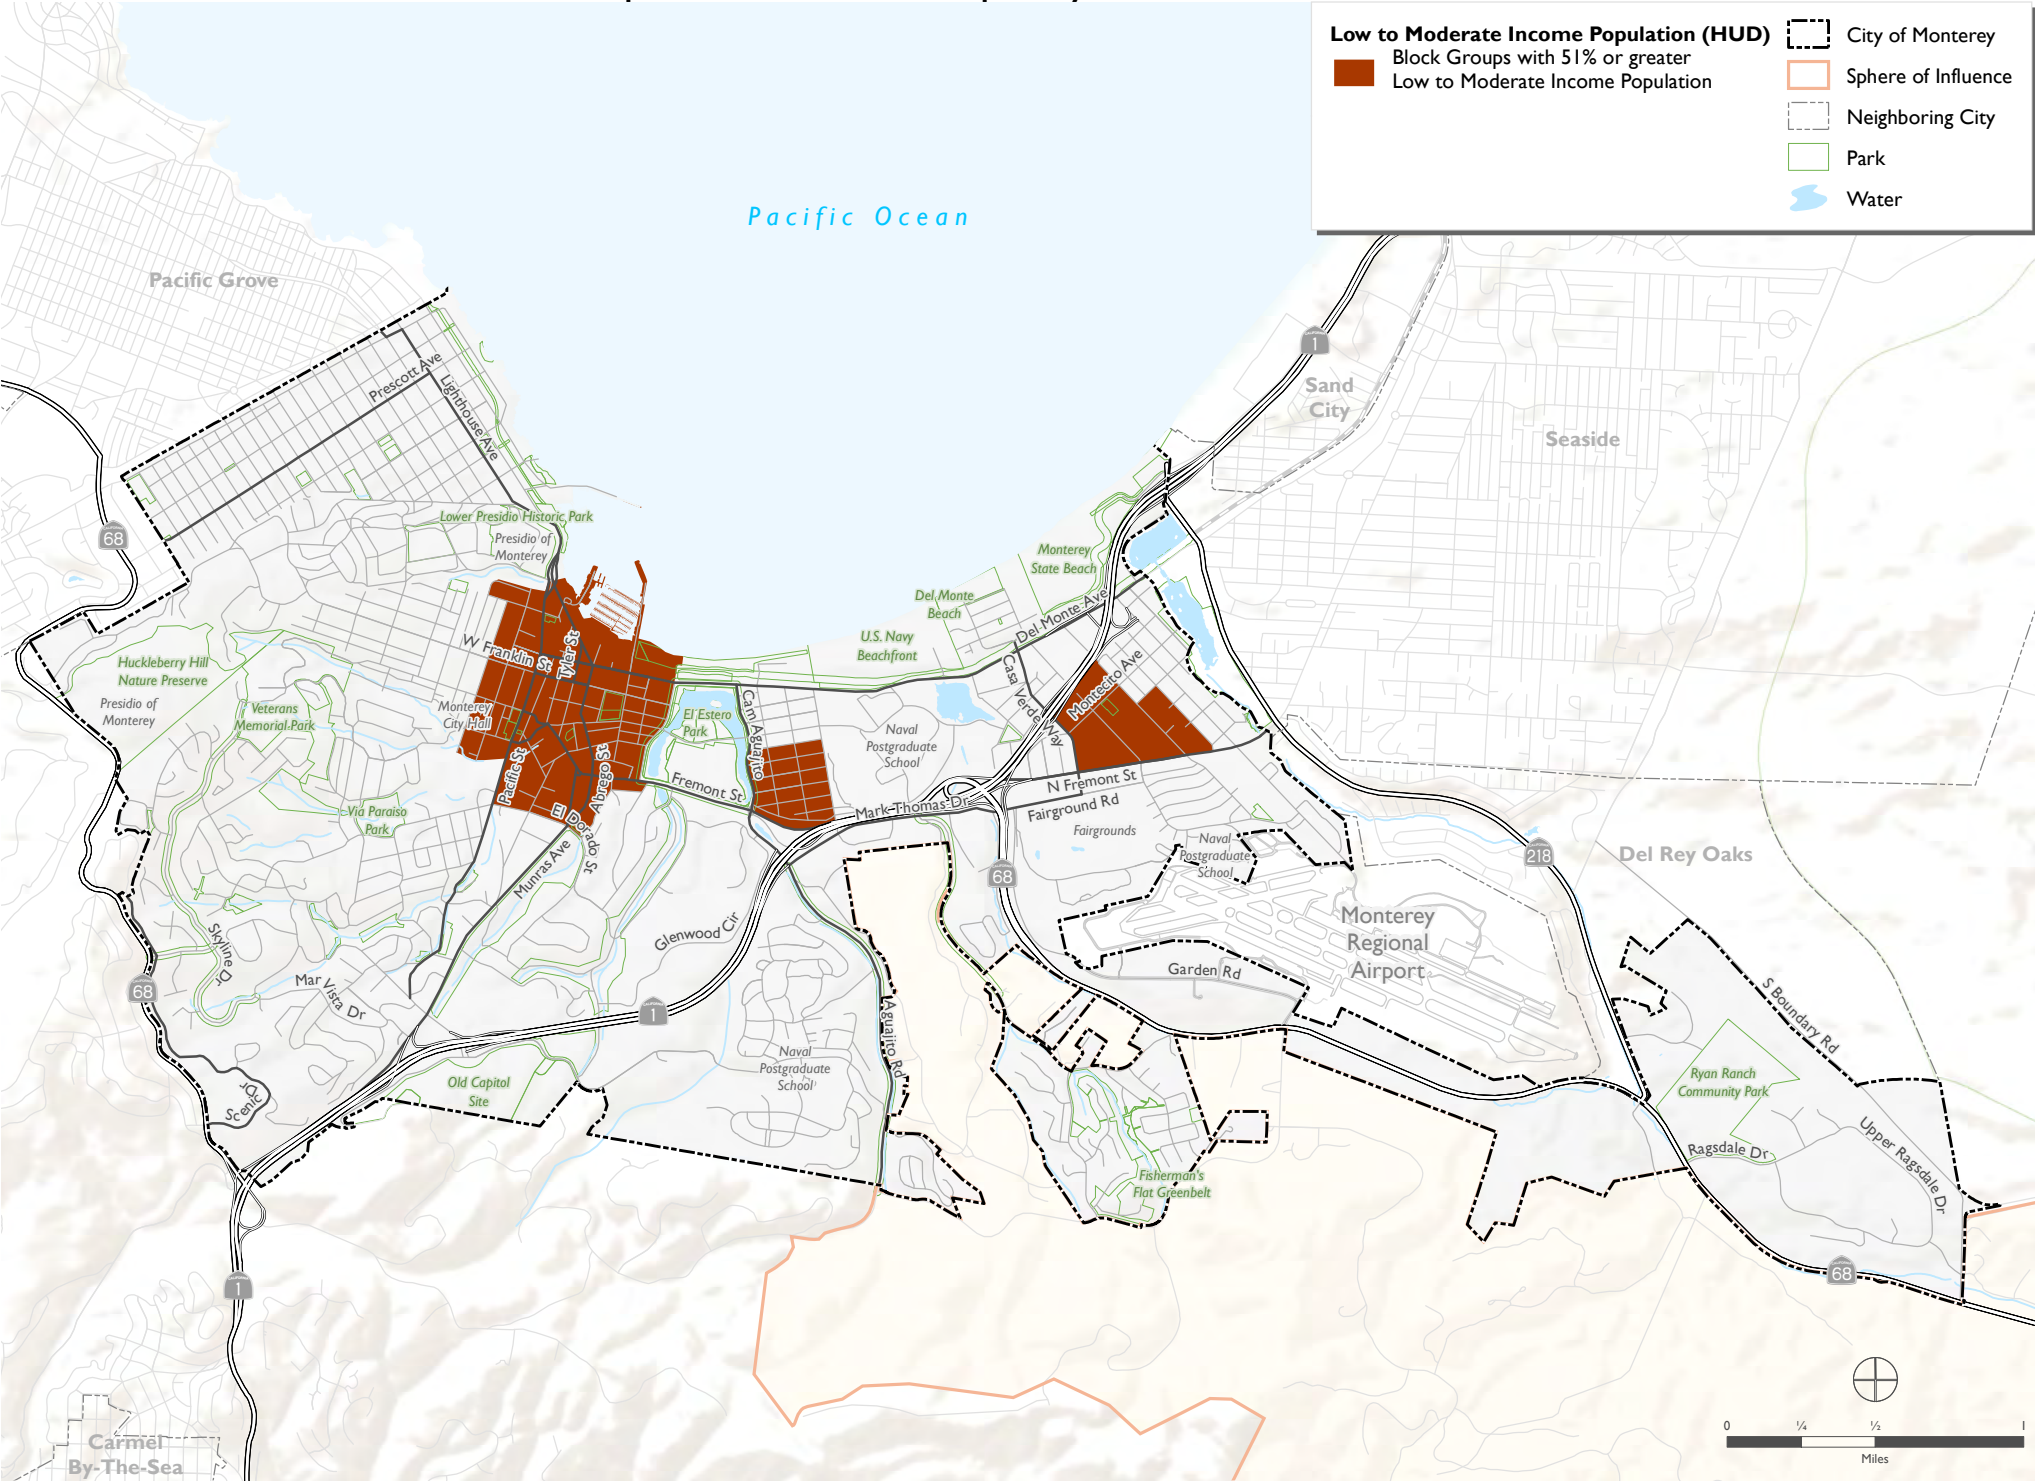 Low to Moderate Income Population (HUD)
Block Groups with 51% or greater
Low to Moderate Income Population
City of Monterey
Sphere of Influence
Neighboring City
Park
Water
Pacific Ocean
Pacific Grove
Prescott Ave
Lighthouse Ave
CALIFORNIA
1
Sand
City
Seaside
68
Lower Presidio Historic Park
Presidio of
Monterey
Monterey
State Beach
Del Monte
Beach
Del Monte Ave
U.S. Navy
Beachfront
W Franklin St
Tyler St
Huckleberry Hill
Nature Preserve
Presidio of
Monterey
Veterans
Memorial Park
Monterey
City Hall
El Estero
Park
Cam Aguajito
Casa Verde Way
Montecito Ave
Naval
Postgraduate
School
Pacific St
Abrego St
Fremont St
N Fremont St
Mark Thomas Dr
Fairground Rd
Fairgrounds
Via Paraiso
Park
El Dorado St
Munras Ave
Naval
Postgraduate
School
218
Del Rey Oaks
68
Monterey
Regional
Airport
Glenwood Cir
Skyline Dr
Mar Vista Dr
68
Garden Rd
CALIFORNIA
1
Aguajito Rd
S Boundary Rd
Naval
Postgraduate
School
Old Capitol
Site
Scenic Dr
Ryan Ranch
Community Park
Ragsdale Dr
Upper Ragsdale Dr
Fisherman's
Flat Greenbelt
CALIFORNIA
1
68
Carmel
By-The-Sea
0 ¼ ½ 1
Miles